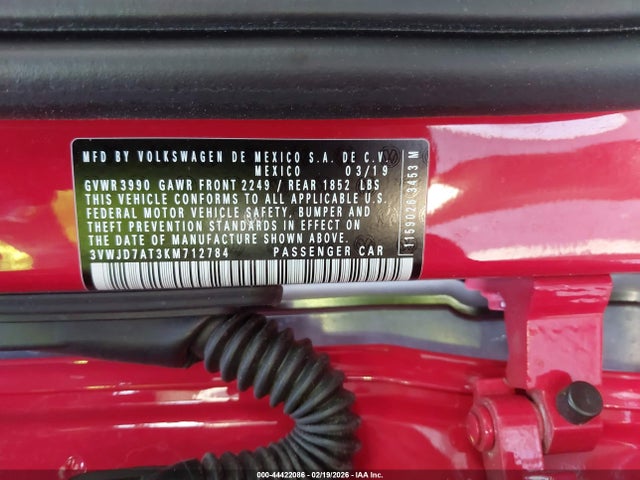 MFD BY VOLKSWAGEN DE MEXICO S.A. DE C.V.
MEXICO 03/19
GVWR 3990 GAWR FRONT 2249 / REAR 1852 LBS
THIS VEHICLE CONFORMS TO ALL APPLICABLE U.S.
FEDERAL MOTOR VEHICLE SAFETY, BUMPER AND
THEFT PREVENTION STANDARDS IN EFFECT ON
THE DATE OF MANUFACTURE SHOWN ABOVE.
3VWJD7AT3KM712784 PASSENGER CAR
1159028 3453 M
000-44422086 - 02/19/2026 - IAA Inc.